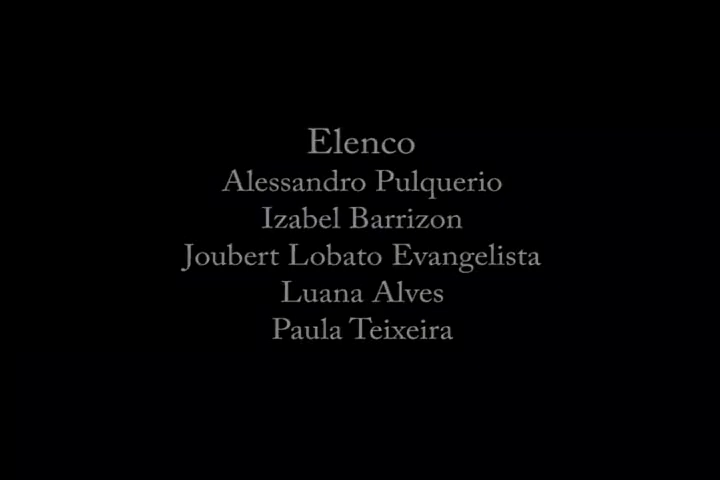 Elenco
Alessandro Pulquerio
Izabel Barrizon
Joubert Lobato Evangelista
Luana Alves
Paula Teixeira